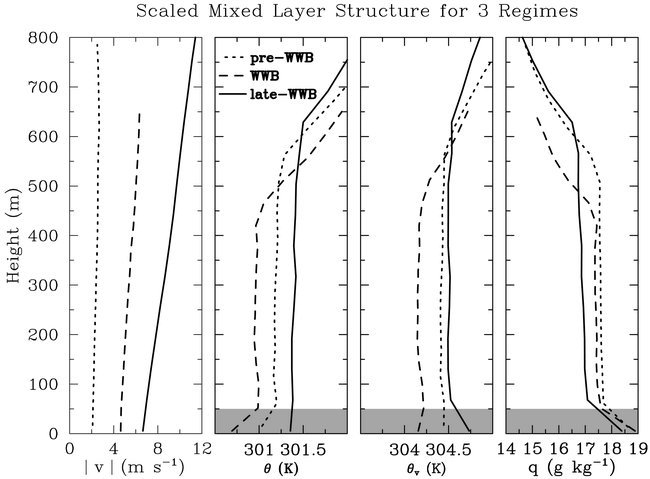 Scaled Mixed Layer Structure for 3 Regimes
800
700
600
500
400
300
200
100
0
Height (m)
pre-WWB
WWB
late-WWB
0 4 8 12
| v | (m s⁻¹)
301 301.5
θ (K)
304 304.5
θᵥ (K)
14 15 16 17 18 19
q (g kg⁻¹)